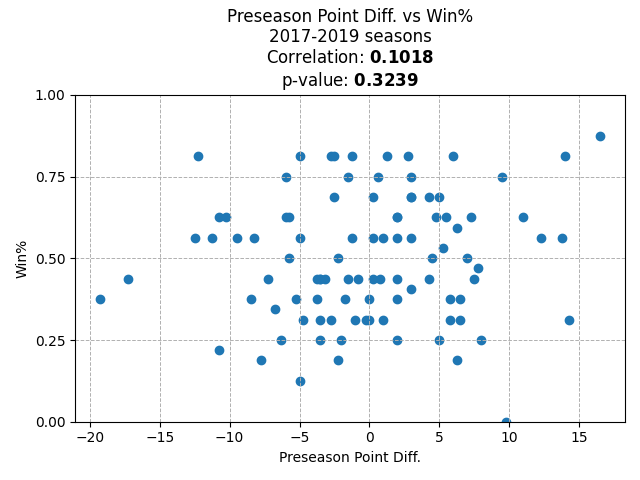 Preseason Point Diff. vs Win%
2017-2019 seasons
Correlation: 0.1018
p-value: 0.3239
1.00
0.75
0.50
0.25
0.00
Win%
−20 −15 −10 −5 0 5 10 15
Preseason Point Diff.